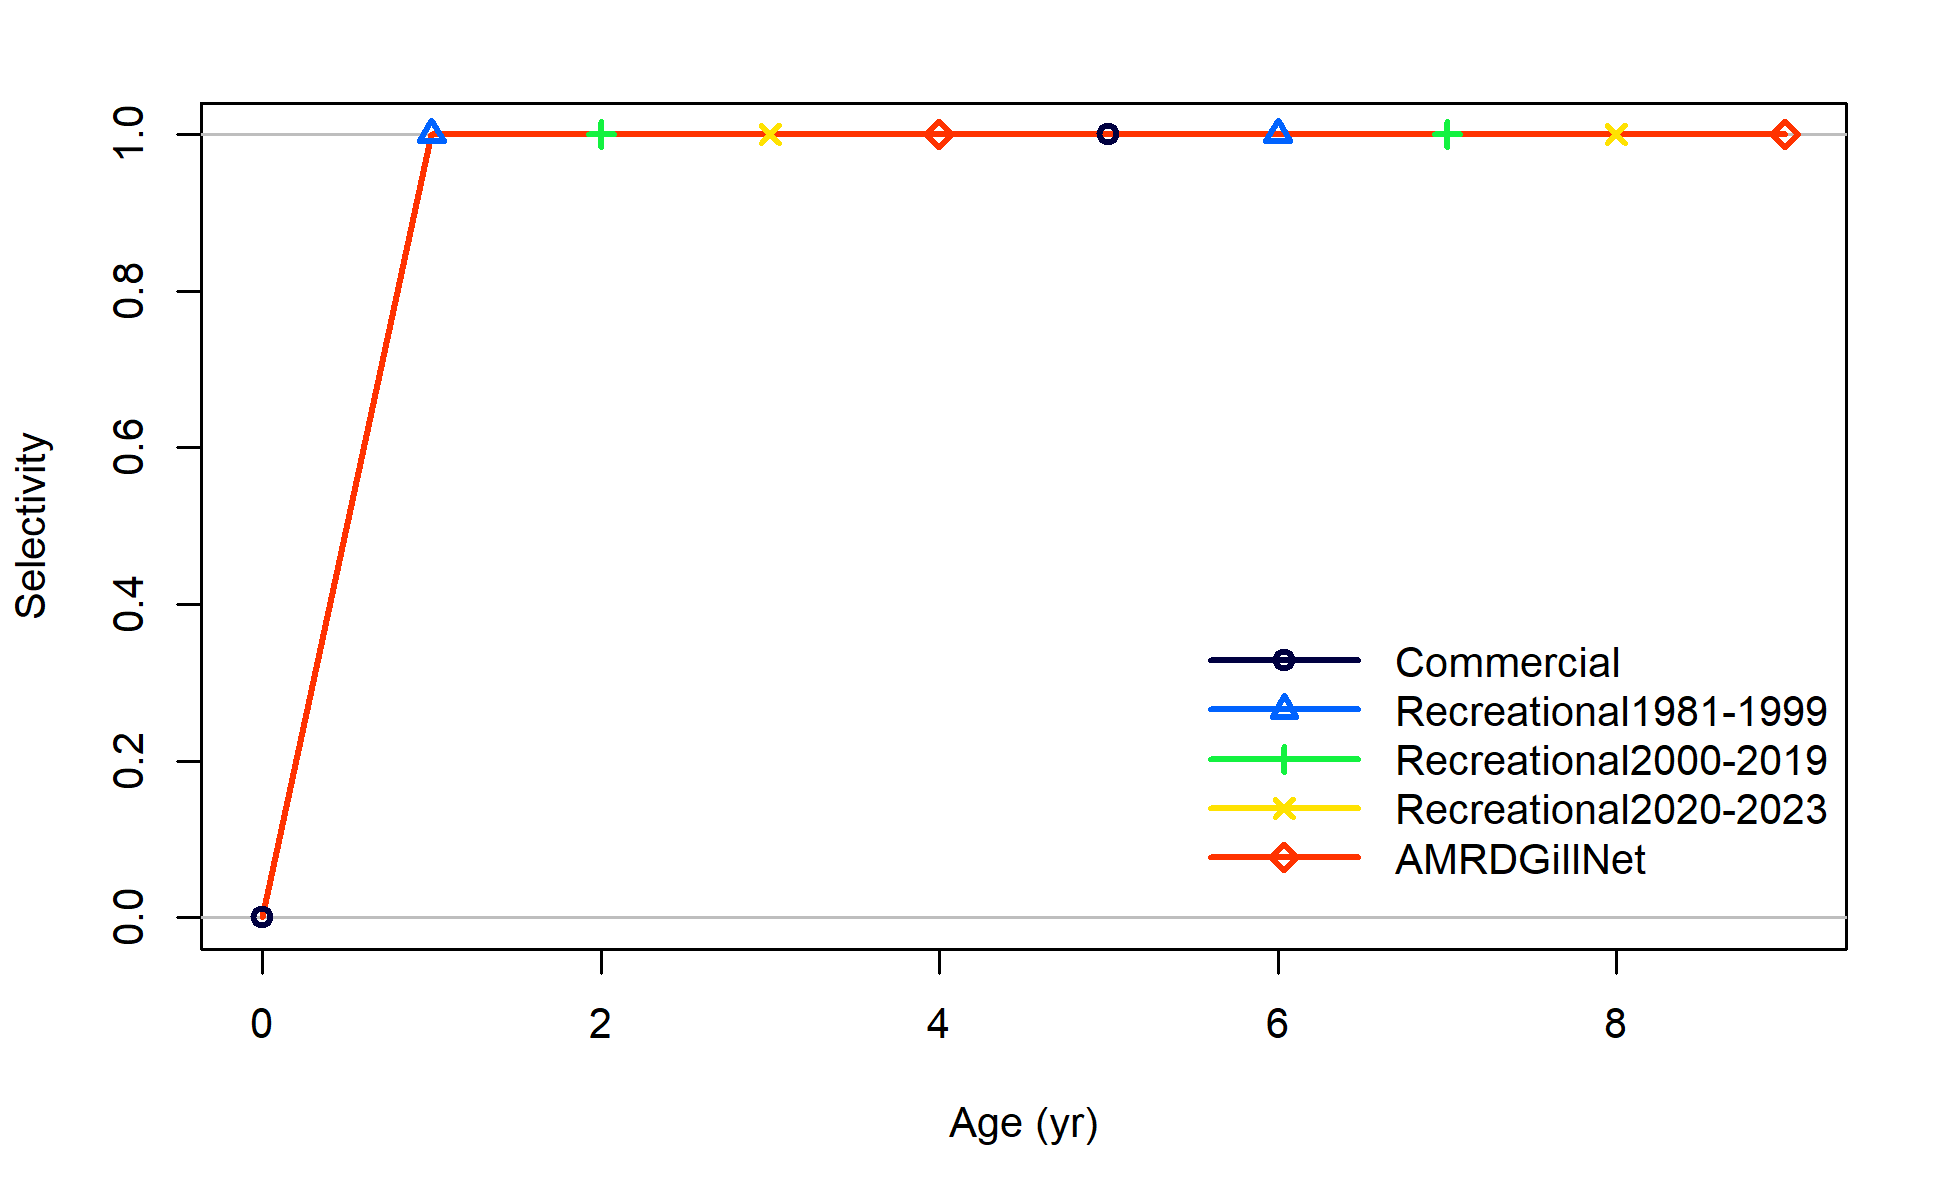 Selectivity
1.0
0.8
0.6
0.4
0.2
0.0
Commercial
Recreational1981-1999
Recreational2000-2019
Recreational2020-2023
AMRDGillNet
0 2 4 6 8
Age (yr)